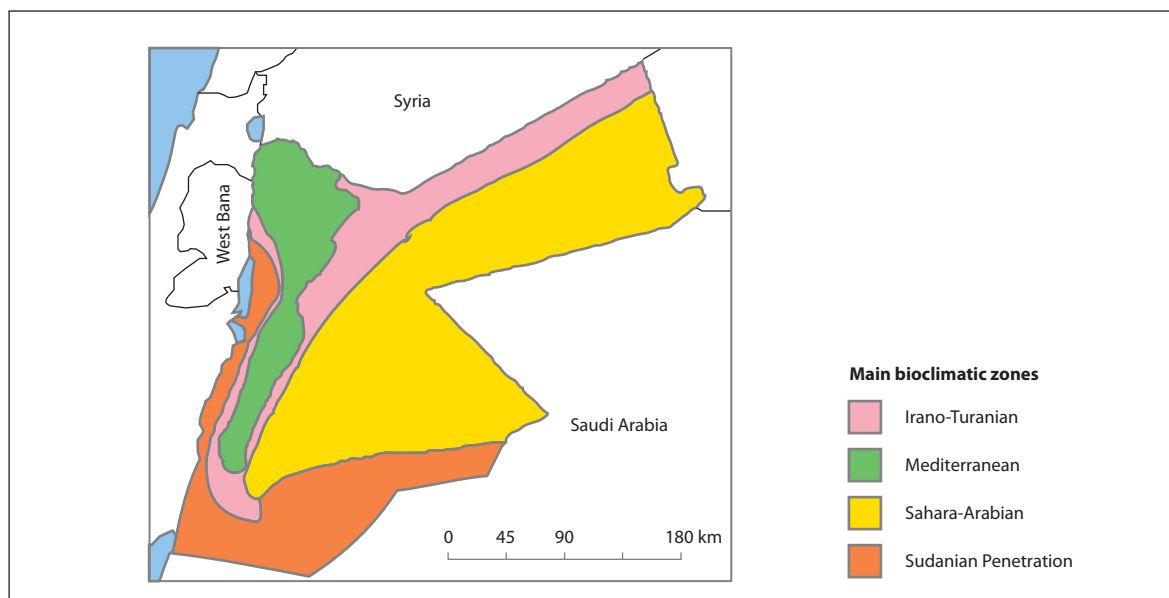 Syria
West Bana
Saudi Arabia
0 45 90 180 km
Main bioclimatic zones
Irano-Turanian
Mediterranean
Sahara-Arabian
Sudanian Penetration